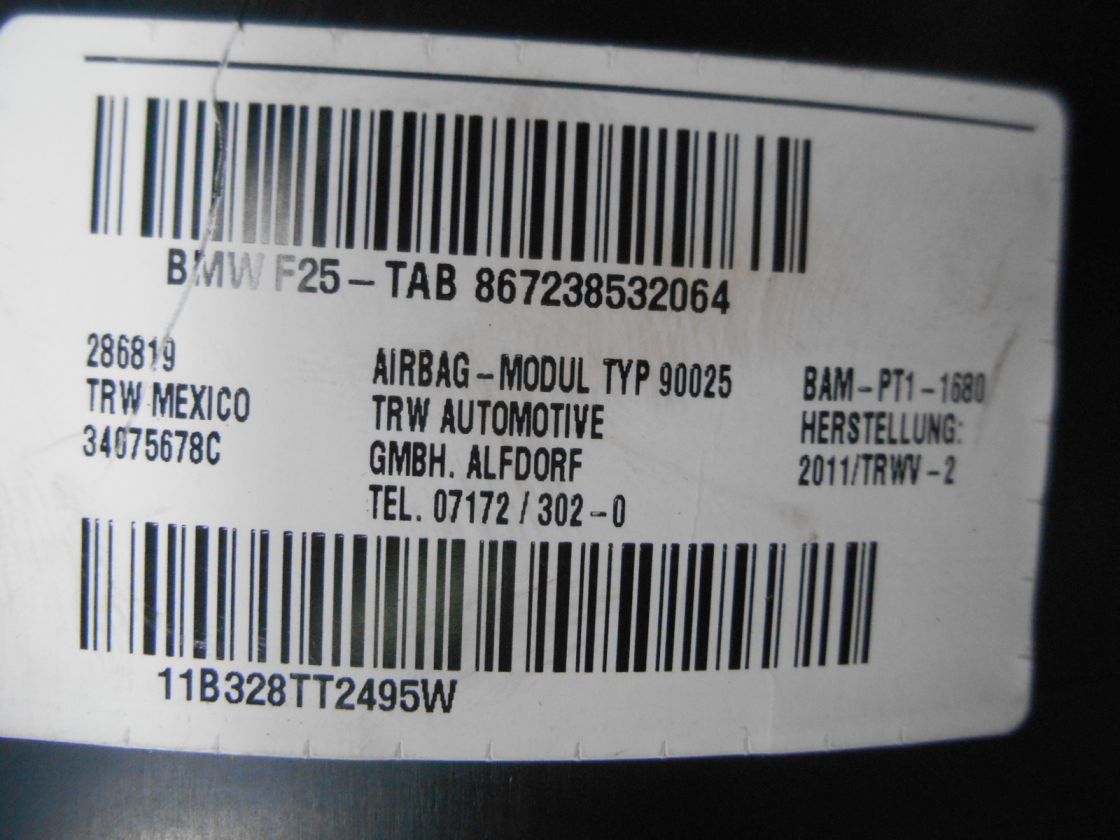 BMW F25-TAB 867238532064
286819
TRW MEXICO
34075678C
AIRBAG-MODUL TYP 90025
TRW AUTOMOTIVE
GMBH. ALFDORF
TEL. 07172/302-0
BAM-PT1-1680
HERSTELLUNG:
2011/TRWV-2
11B328TT2495W